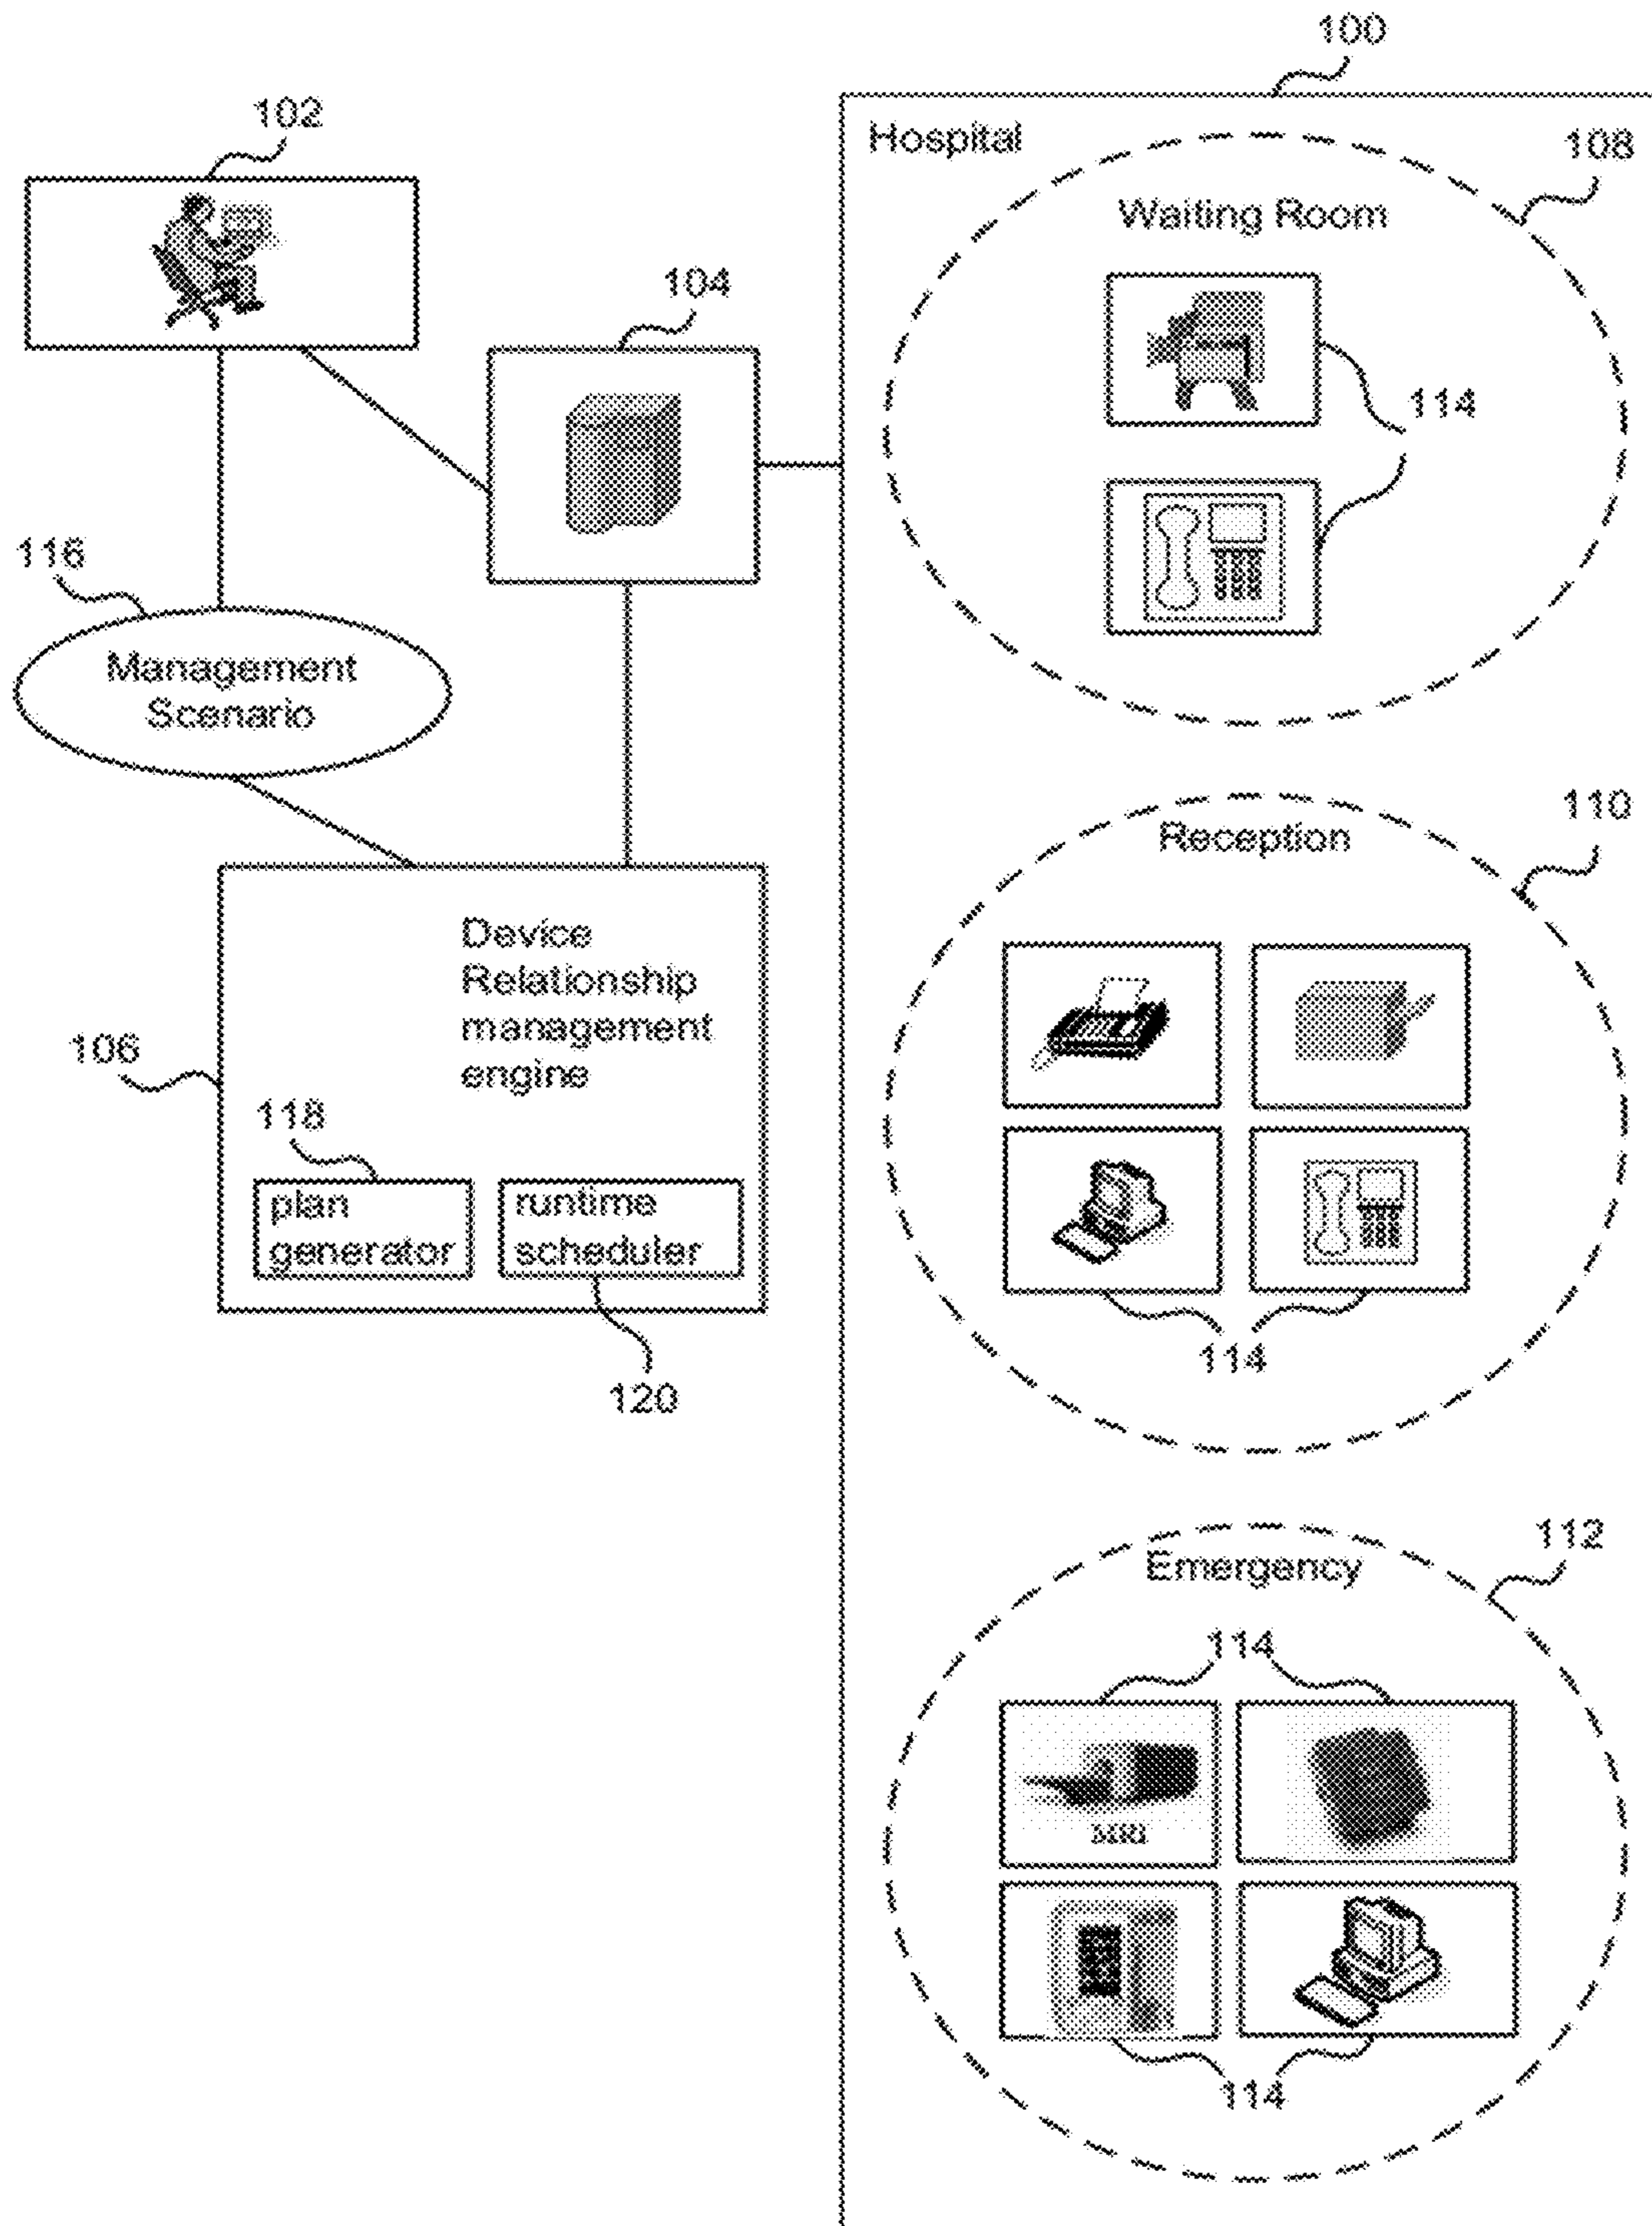 100
102
Hospital
108
Waiting Room
104
114
116
Management
Scenario
110
Reception
Device
Relationship
management
engine
106
118
plan
generator
runtime
scheduler
114
120
112
Emergency
114
MRI
114